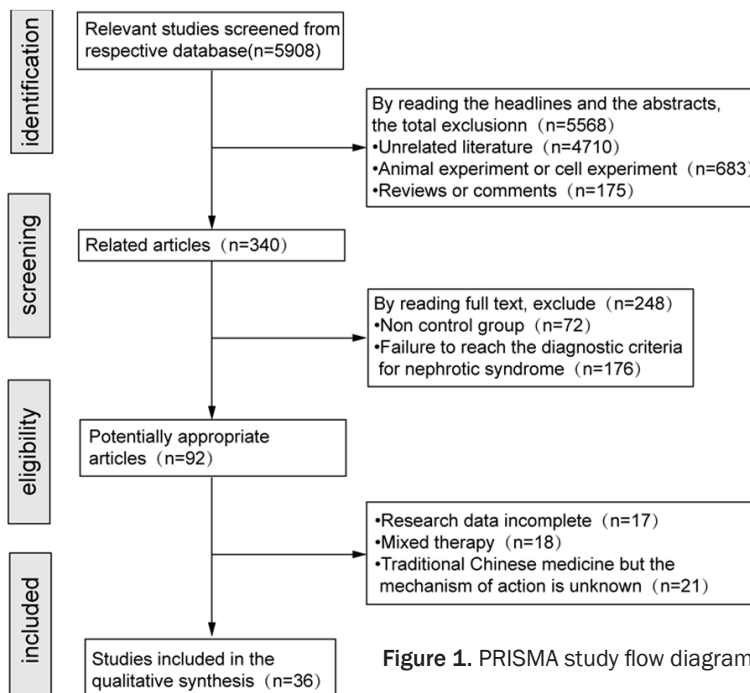 identification
Relevant studies screened from
respective database(n=5908)
By reading the headlines and the abstracts,
the total exclusionn（n=5568）
•Unrelated literature（n=4710）
•Animal experiment or cell experiment（n=683）
•Reviews or comments（n=175）
screening
Related articles（n=340）
By reading full text, exclude（n=248）
•Non control group（n=72）
•Failure to reach the diagnostic criteria
for nephrotic syndrome（n=176）
eligibility
Potentially appropriate
articles（n=92）
•Research data incomplete（n=17）
•Mixed therapy（n=18）
•Traditional Chinese medicine but the
mechanism of action is unknown（n=21）
included
Studies included in the
qualitative synthesis（n=36）
Figure 1. PRISMA study flow diagram